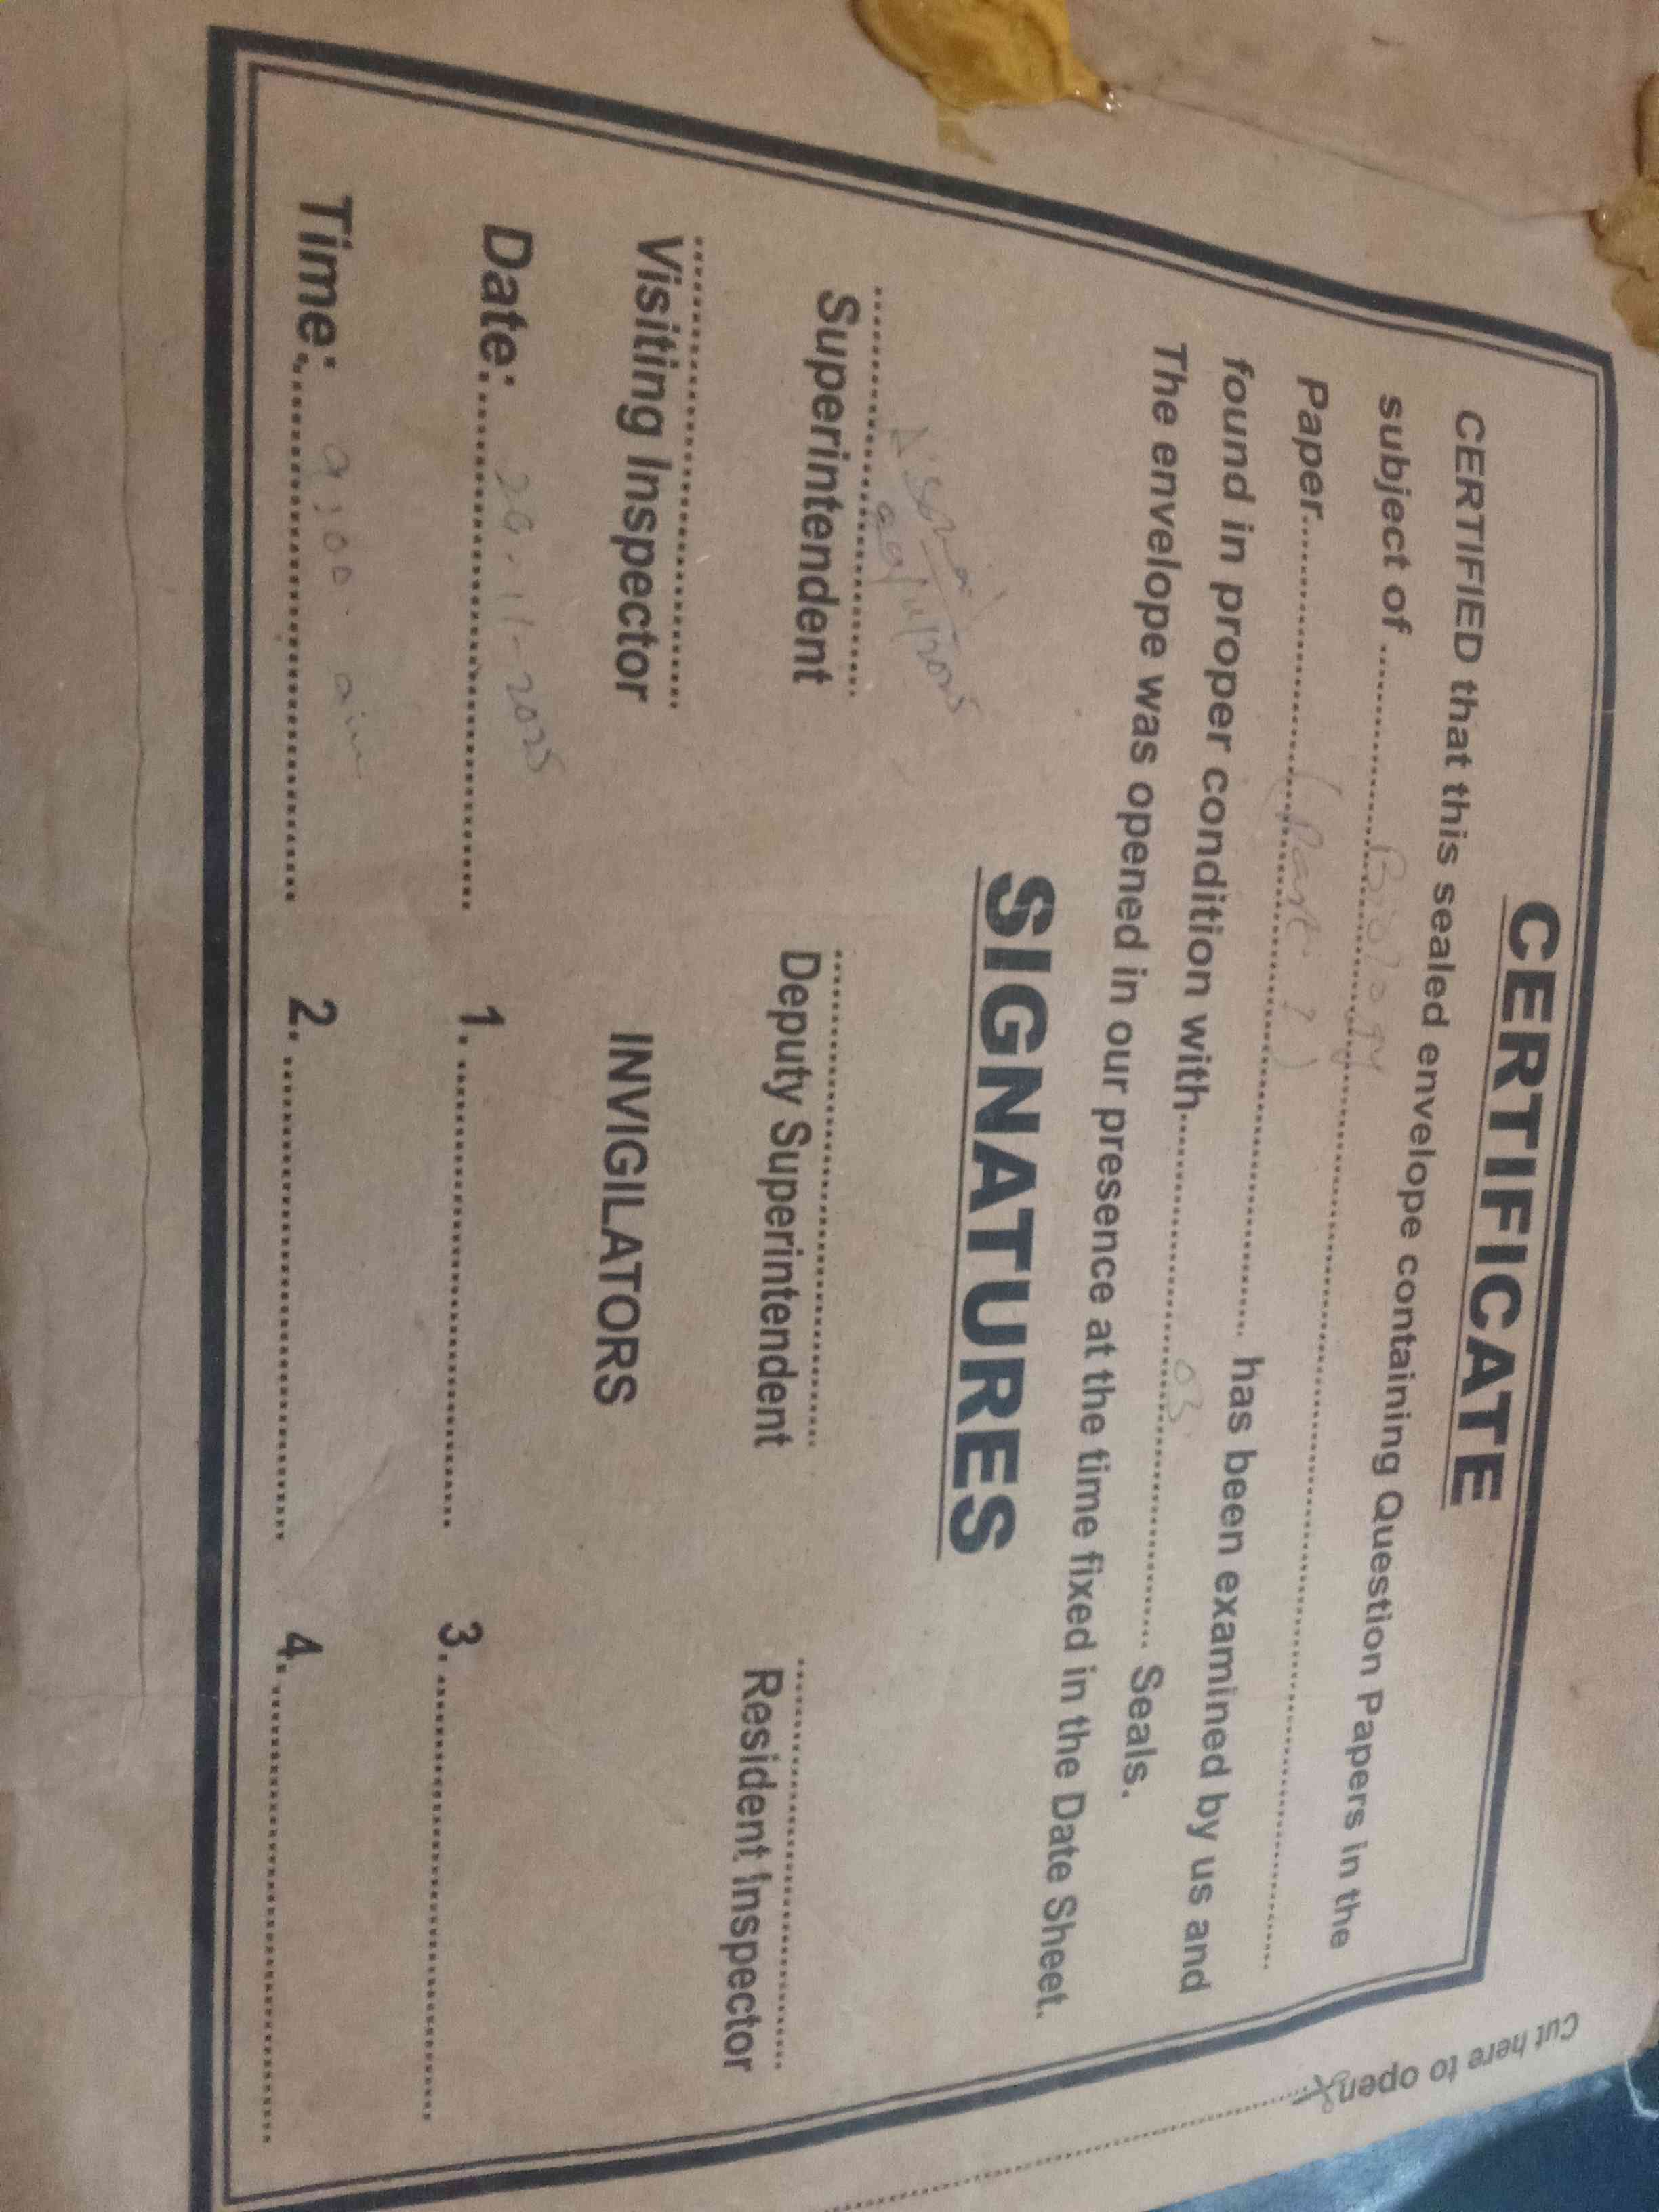 CERTIFICATE
CERTIFIED that this sealed envelope containing Question Papers in the
subject of ........ Biology ........
Paper ........ (Part I) ........ has been examined by us and
found in proper condition with ........ 03 ........ Seals.
The envelope was opened in our presence at the time fixed in the Date Sheet.
SIGNATURES
Superintendent Deputy Superintendent Resident Inspector
Visiting Inspector INVIGILATORS
Date: 20-11-2025 1. ........ 3. ........
Time: 9:00 am 2. ........ 4. ........
Cut here to open